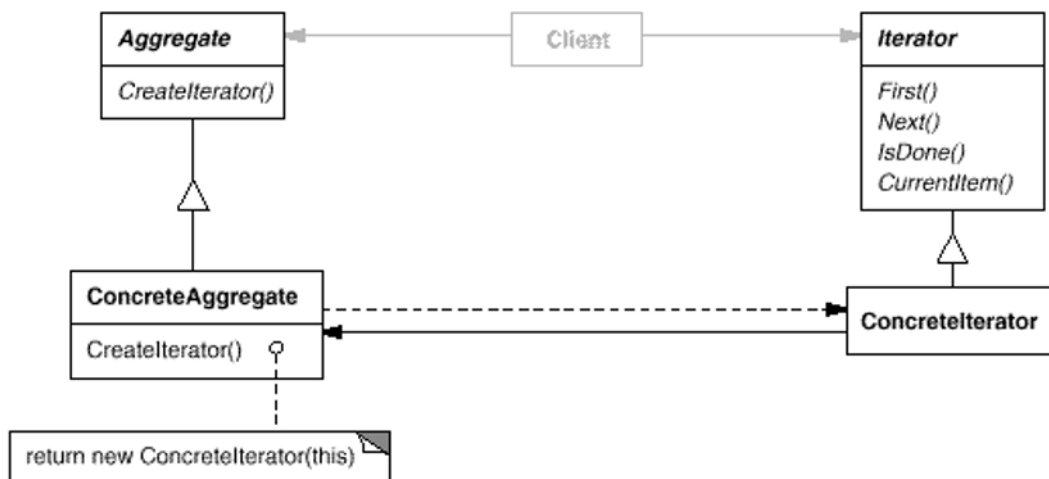 Aggregate
Client
Iterator
CreateIterator()
First()
Next()
IsDone()
CurrentItem()
ConcreteAggregate
ConcreteIterator
CreateIterator()
return new ConcreteIterator(this)